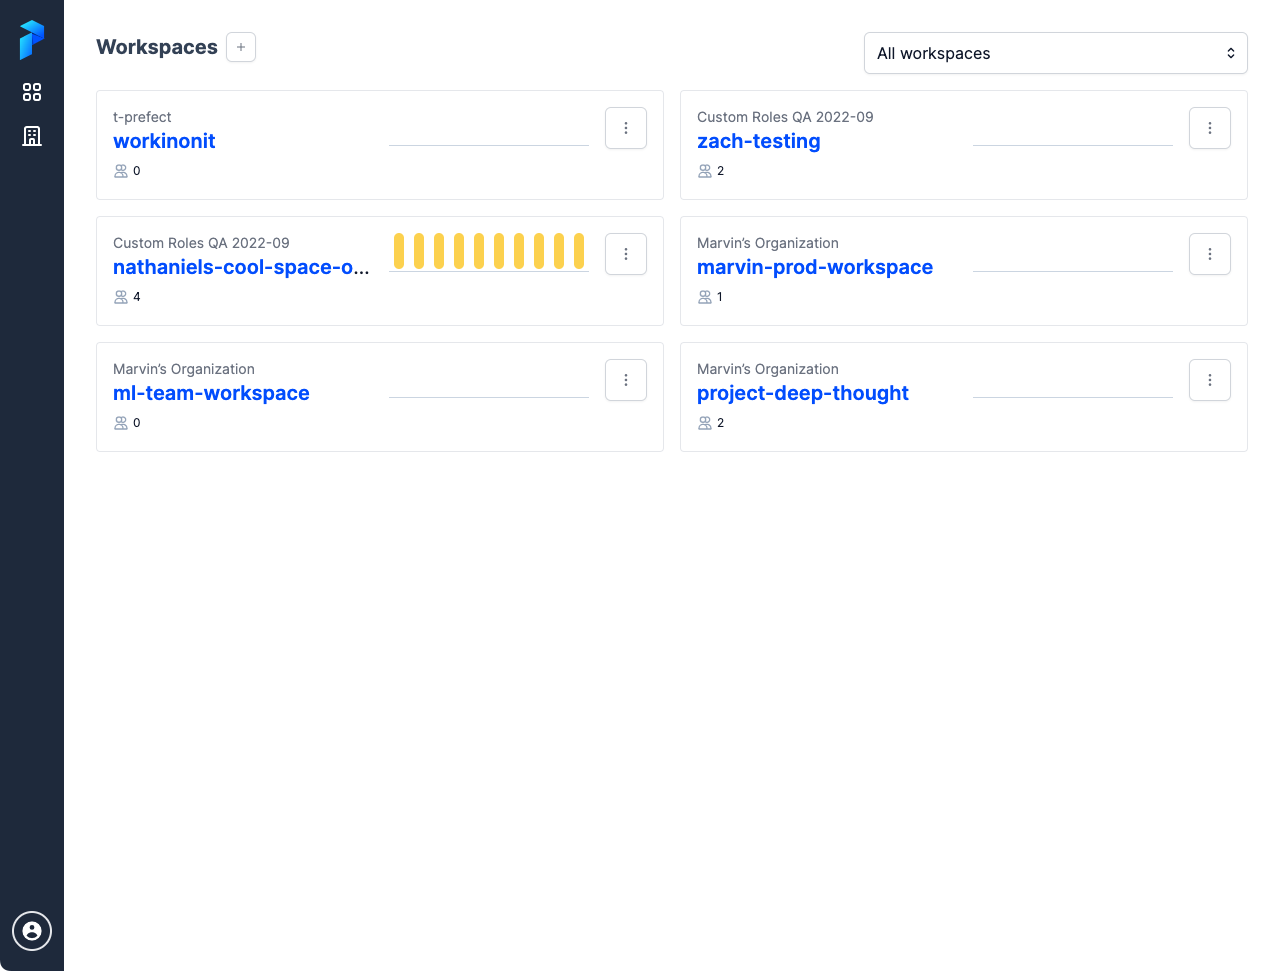 Workspaces
All workspaces
t-prefect
workinonit
0
Custom Roles QA 2022-09
zach-testing
2
Custom Roles QA 2022-09
nathaniels-cool-space-o...
4
Marvin’s Organization
marvin-prod-workspace
1
Marvin’s Organization
ml-team-workspace
0
Marvin’s Organization
project-deep-thought
2